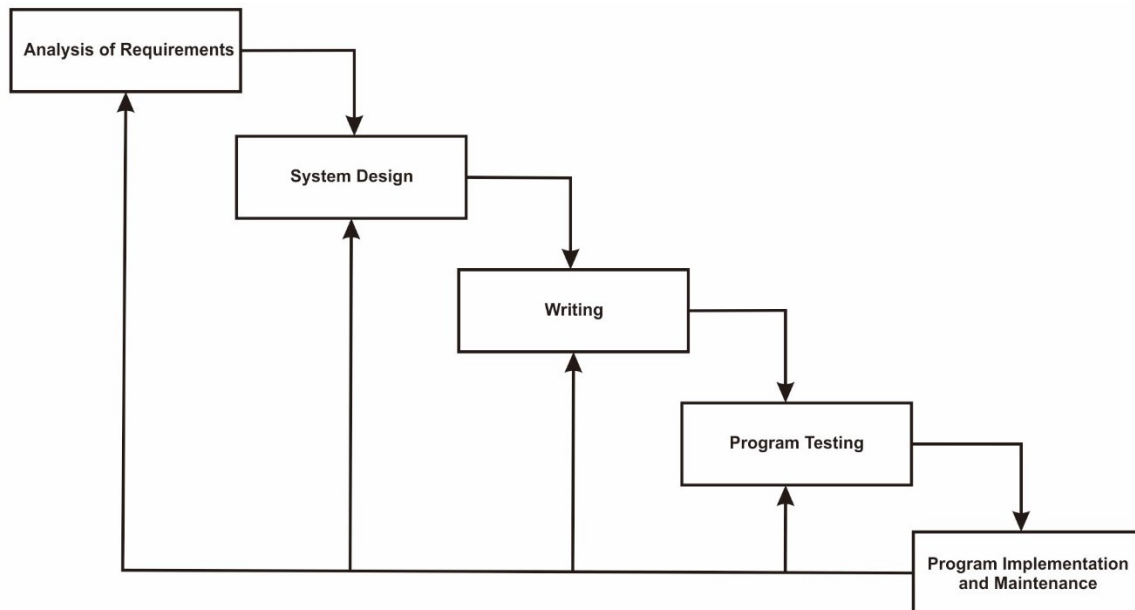 Analysis of Requirements
System Design
Writing
Program Testing
Program Implementation
and Maintenance